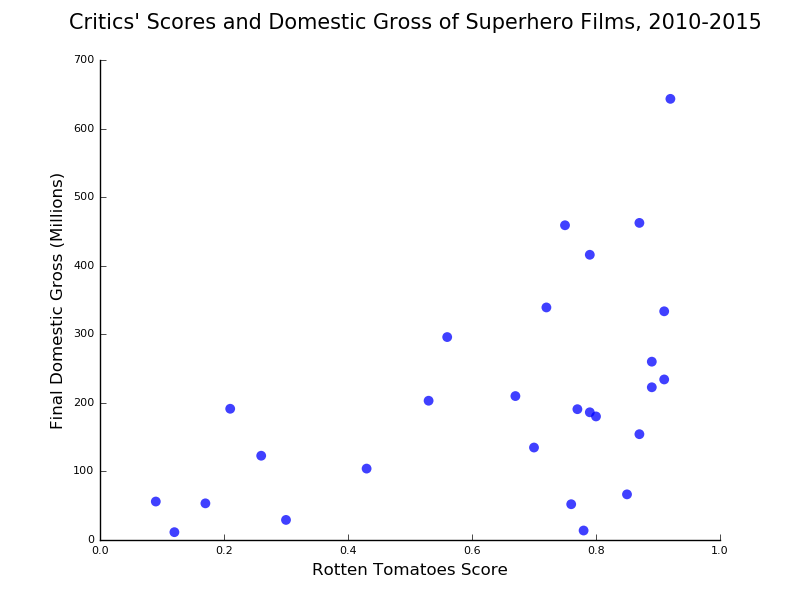 Critics' Scores and Domestic Gross of Superhero Films, 2010-2015
Final Domestic Gross (Millions)
700
600
500
400
300
200
100
0
0.0 0.2 0.4 0.6 0.8 1.0
Rotten Tomatoes Score